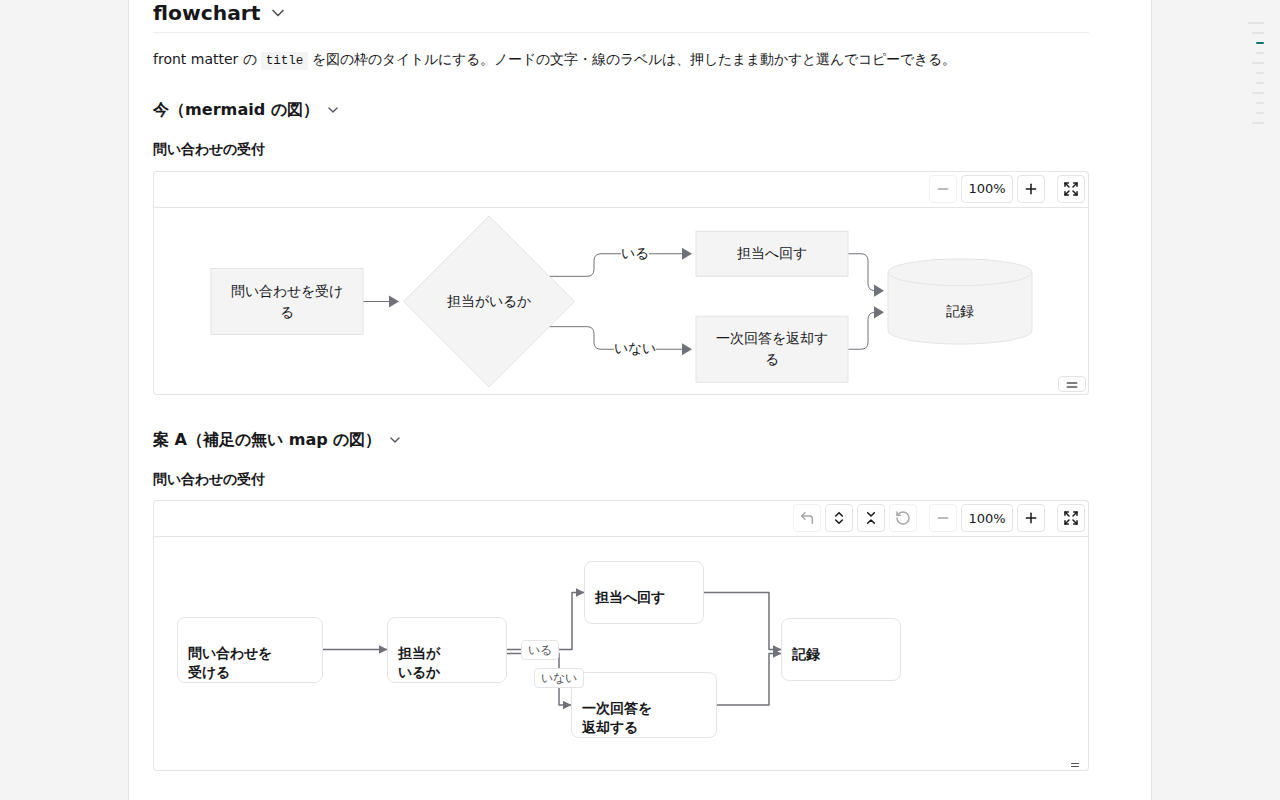 flowchart
front matter の title を図の枠のタイトルにする。ノードの文字・線のラベルは、押したまま動かすと選んでコピーできる。
今（mermaid の図）
問い合わせの受付
100%
問い合わせを受け
る
担当がいるか
いる
いない
担当へ回す
一次回答を返却す
る
記録
案 A（補足の無い map の図）
問い合わせの受付
100%
問い合わせを
受ける
担当が
いるか
いる
いない
担当へ回す
一次回答を
返却する
記録